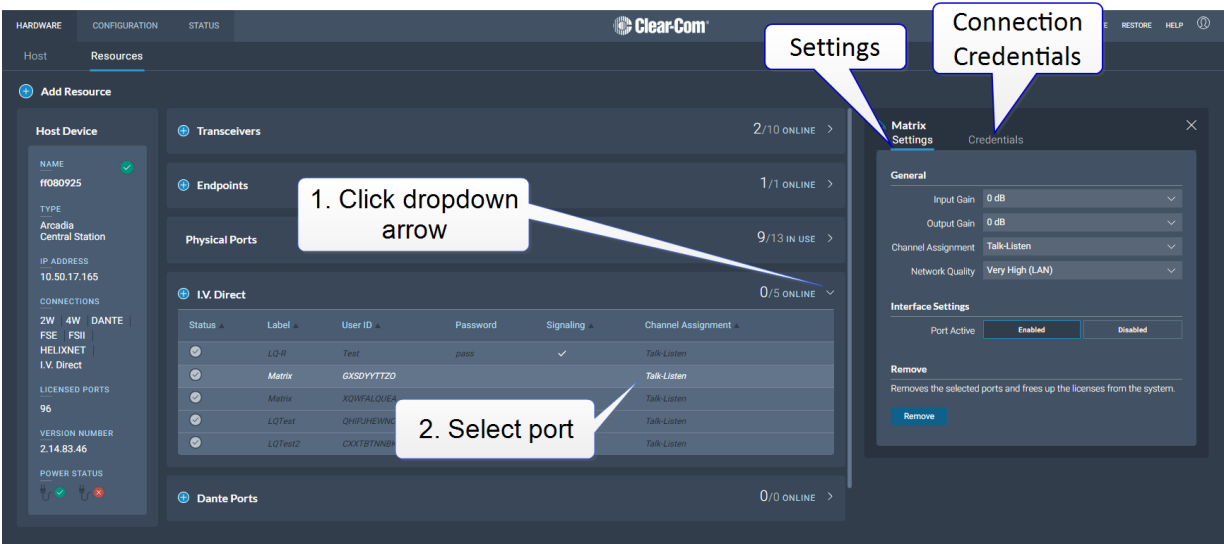 HARDWARE CONFIGURATION STATUS Clear-Com RESTORE HELP
Settings
Connection
Credentials
Host Resources
Add Resource
Host Device
NAME
ff080925
TYPE
Arcadia
Central Station
IP ADDRESS
10.50.17.165
CONNECTIONS
2W 4W DANTE
FSE FSII
HELIXNET
I.V. Direct
LICENSED PORTS
96
VERSION NUMBER
2.14.83.46
POWER STATUS
Transceivers 2/10 ONLINE
Endpoints 1/1 ONLINE
1. Click dropdown
arrow
Physical Ports 9/13 IN USE
I.V. Direct 0/5 ONLINE
Status Label User ID Password Signaling Channel Assignment
LQ-R Test pass Talk-Listen
Matrix GXSDYYTTZO Talk-Listen
Matrix XQWFALQUEA Talk-Listen
LQTest Talk-Listen
LQTest2 Talk-Listen
2. Select port
Dante Ports 0/0 ONLINE
Matrix
Settings Credentials
General
Input Gain 0 dB
Output Gain 0 dB
Channel Assignment Talk-Listen
Network Quality Very High (LAN)
Interface Settings
Port Active Enabled Disabled
Remove
Removes the selected ports and frees up the licenses from the system.
Remove